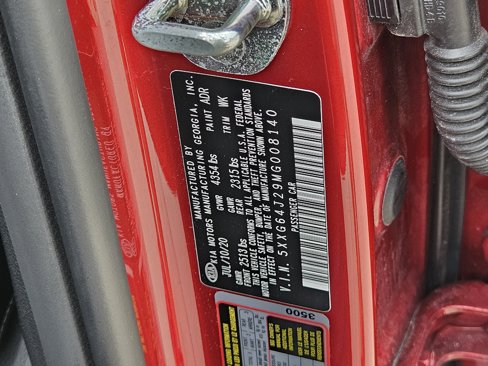 MANUFACTURED BY
KIA MOTORS MANUFACTURING GEORGIA, INC.
JUL/10/20 PAINT ADR
GVWR 4354 lbs TRIM WK
GAWR FRONT 2513 lbs GAWR REAR 2315 lbs
THIS VEHICLE CONFORMS TO ALL APPLICABLE U.S.A. FEDERAL
MOTOR VEHICLE SAFETY, BUMPER, AND THEFT PREVENTION STANDARDS
IN EFFECT ON THE DATE OF MANUFACTURE SHOWN ABOVE.
V.I.N. 5XXG64J29MG008140
PASSENGER CAR
3500